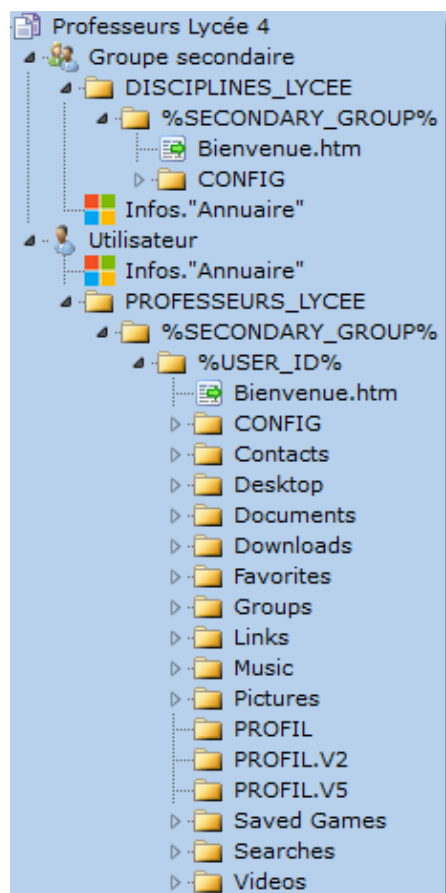 Professeurs Lycée 4
Groupe secondaire
DISCIPLINES_LYCEE
%SECONDARY_GROUP%
Bienvenue.htm
CONFIG
Infos."Annuaire"
Utilisateur
Infos."Annuaire"
PROFESSEURS_LYCEE
%SECONDARY_GROUP%
%USER_ID%
Bienvenue.htm
CONFIG
Contacts
Desktop
Documents
Downloads
Favorites
Groups
Links
Music
Pictures
PROFIL
PROFIL.V2
PROFIL.V5
Saved Games
Searches
Videos